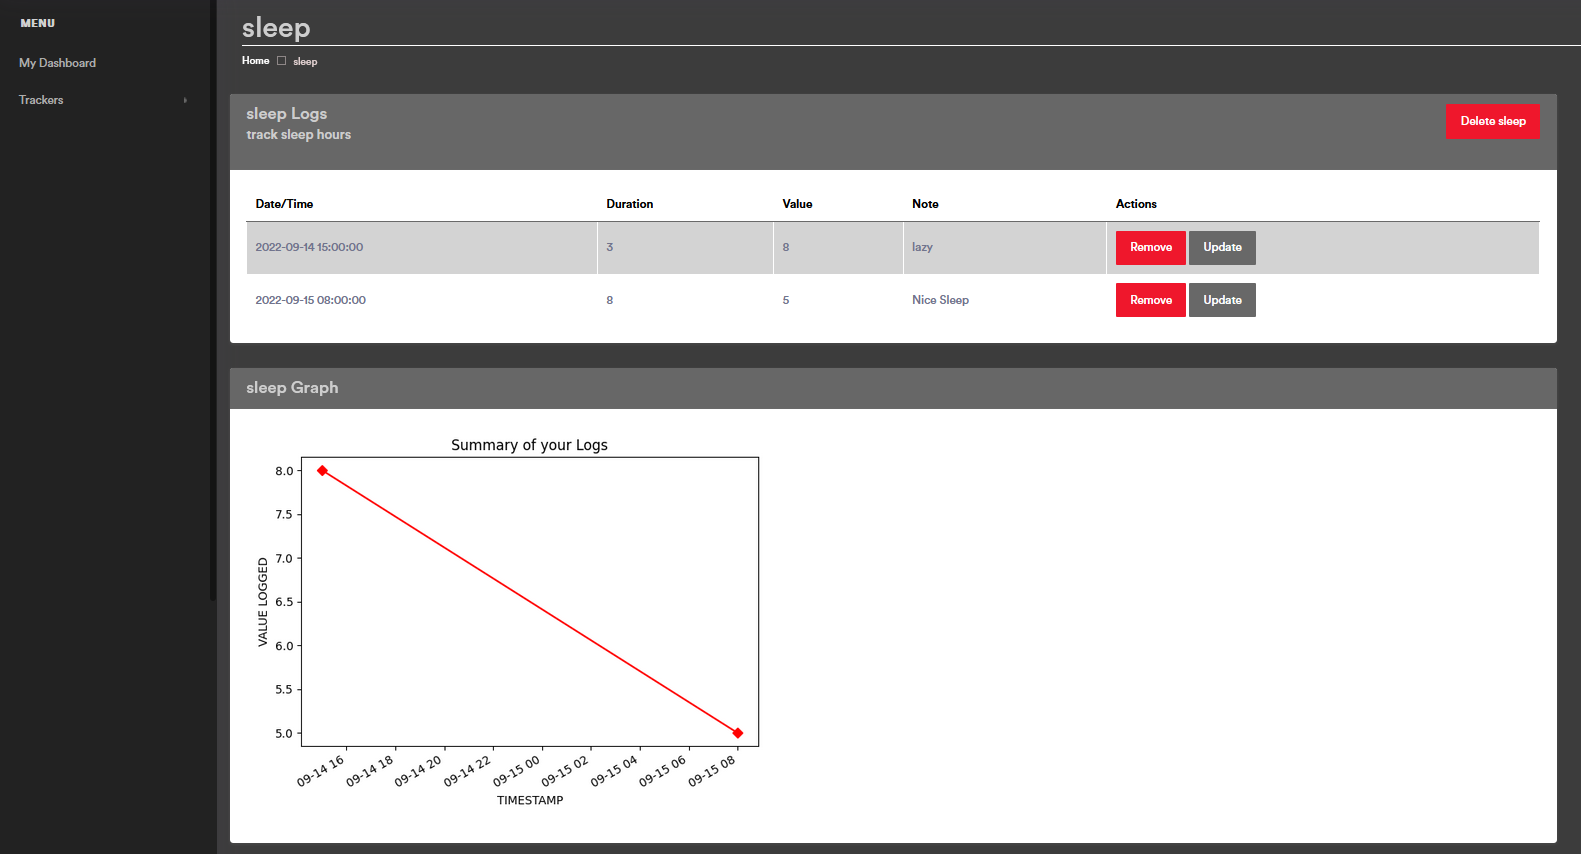 MENU
My Dashboard
Trackers
sleep
Home sleep
sleep Logs
track sleep hours
Delete sleep
Date/Time Duration Value Note Actions
2022-09-14 15:00:00 3 8 lazy Remove Update
2022-09-15 08:00:00 8 5 Nice Sleep Remove Update
sleep Graph
Summary of your Logs
8.0
7.5
7.0
6.5
6.0
5.5
5.0
VALUE LOGGED
09-14 16 09-14 18 09-14 20 09-14 22 09-15 00 09-15 02 09-15 04 09-15 06 09-15 08
TIMESTAMP